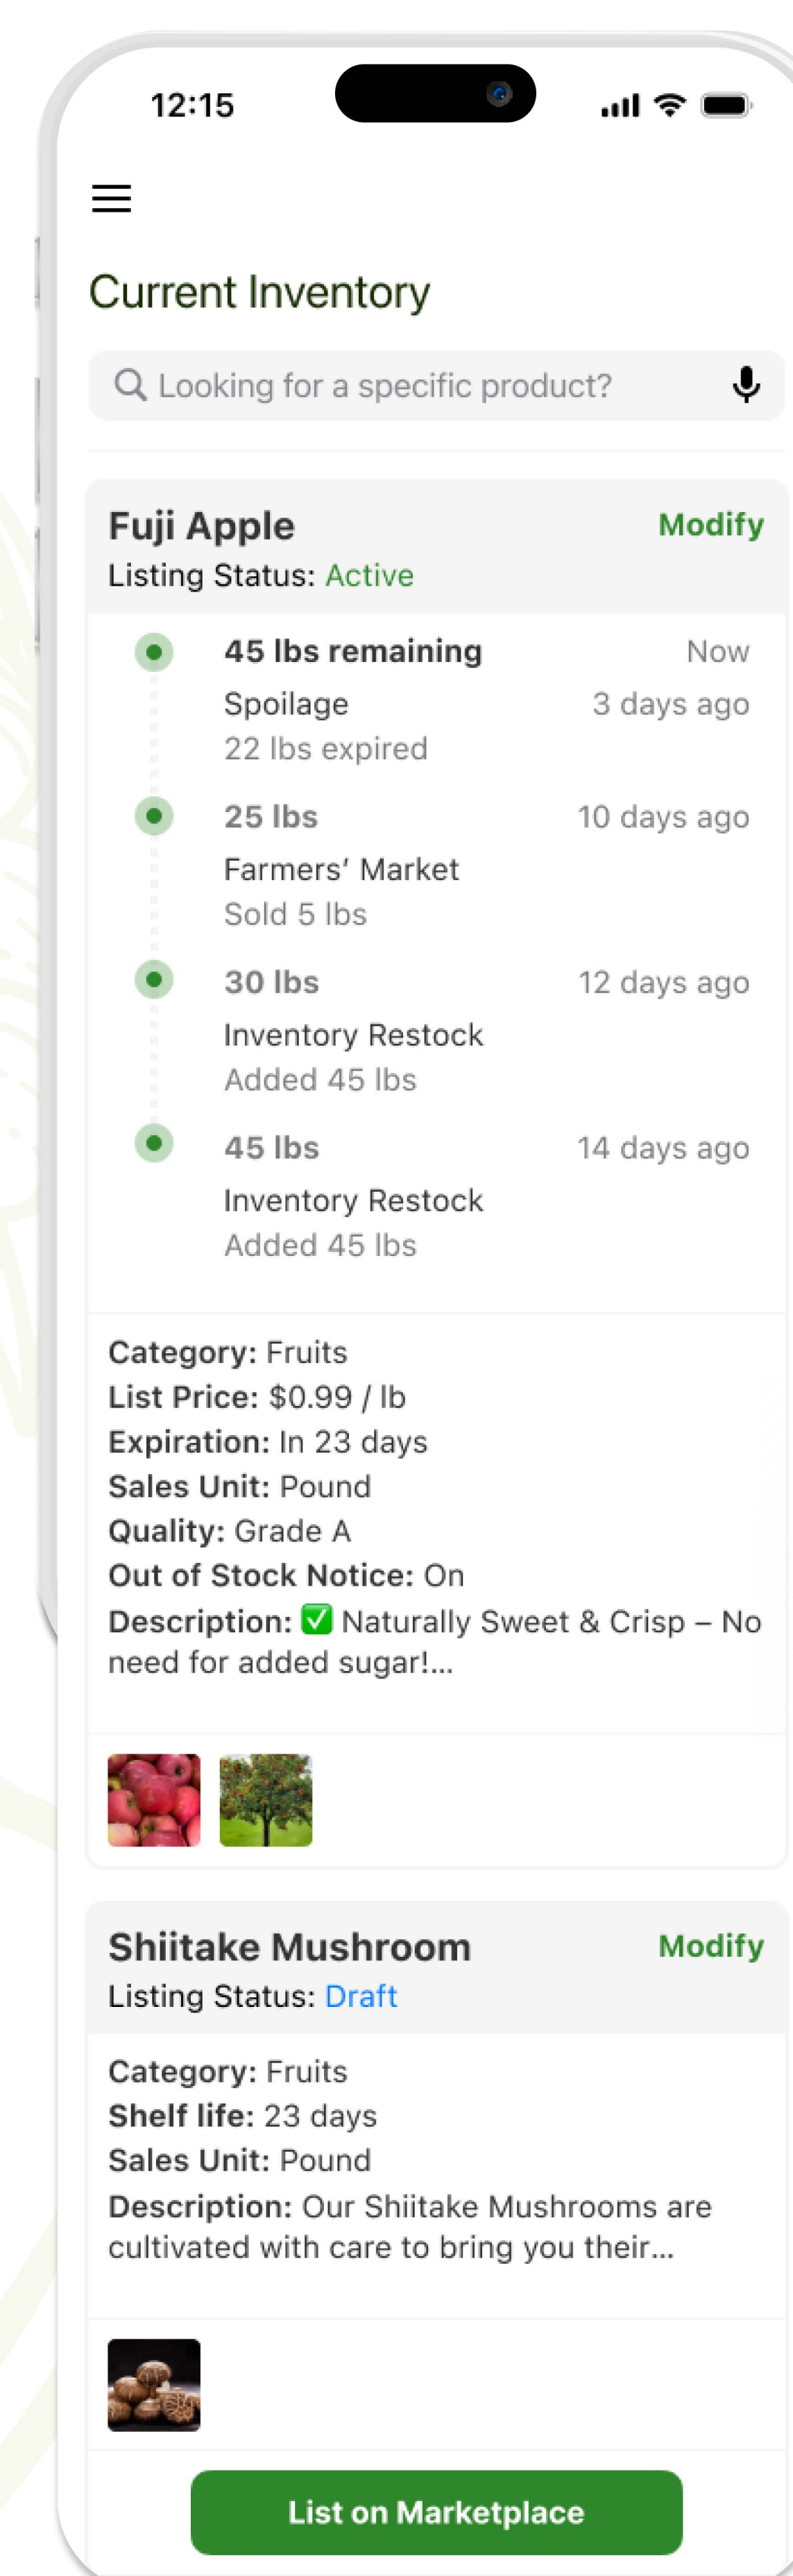 12:15
Current Inventory
Looking for a specific product?
Fuji Apple
Modify
Listing Status: Active
45 lbs remaining
Now
Spoilage
3 days ago
22 lbs expired
25 lbs
10 days ago
Farmers’ Market
Sold 5 lbs
30 lbs
12 days ago
Inventory Restock
Added 45 lbs
45 lbs
14 days ago
Inventory Restock
Added 45 lbs
Category: Fruits
List Price: $0.99 / lb
Expiration: In 23 days
Sales Unit: Pound
Quality: Grade A
Out of Stock Notice: On
Description: ✅ Naturally Sweet & Crisp – No
need for added sugar!...
Shiitake Mushroom
Modify
Listing Status: Draft
Category: Fruits
Shelf life: 23 days
Sales Unit: Pound
Description: Our Shiitake Mushrooms are
cultivated with care to bring you their...
List on Marketplace